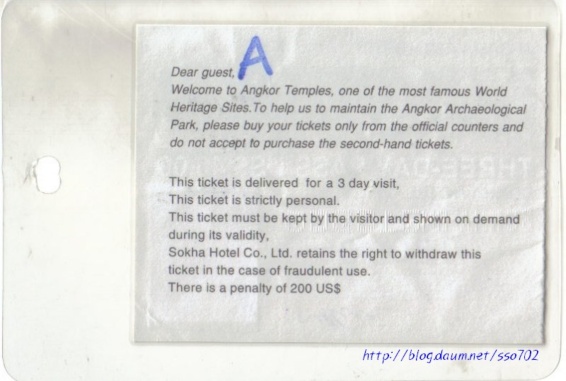 A
Dear guest,
Welcome to Angkor Temples, one of the most famous World
Heritage Sites.To help us to maintain the Angkor Archaeological
Park, please buy your tickets only from the official counters and
do not accept to purchase the second-hand tickets.
This ticket is delivered for a 3 day visit,
This ticket is strictly personal.
This ticket must be kept by the visitor and shown on demand
during its validity,
Sokha Hotel Co., Ltd. retains the right to withdraw this
ticket in the case of fraudulent use.
There is a penalty of 200 US$
http://blog.daum.net/sso702